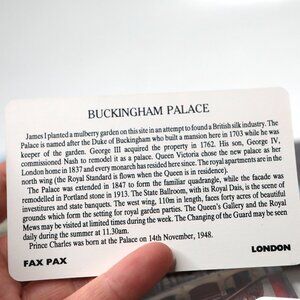 BUCKINGHAM PALACE
James I planted a mulberry garden on this site in an attempt to found a British silk industry. The
Palace is named after the Duke of Buckingham who built a mansion here in 1703 while he was
keeper of the garden. George III acquired the property in 1762. His son, George IV,
commissioned Nash to remodel it as a palace. Queen Victoria chose the new palace as her
London home in 1837 and every monarch has resided here since. The royal apartments are in the
north wing (the Royal Standard is flown when the Queen is in residence).
The Palace was extended in 1847 to form the familiar quadrangle, while the facade was
remodelled in Portland stone in 1913. The State Ballroom, with its Royal Dais, is the scene of
investitures and state banquets. The west wing, 110m in length, faces forty acres of beautiful
grounds which form the setting for royal garden parties. The Queen's Gallery and the Royal
Mews may be visited at limited times during the week. The Changing of the Guard may be seen
daily during the summer at 11.30am.
Prince Charles was born at the Palace on 14th November, 1948.
FAX PAX
LONDON